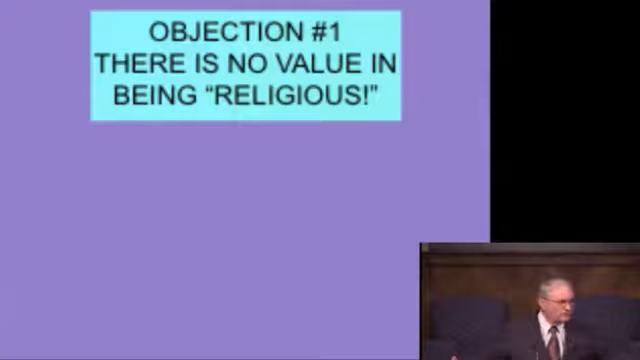 OBJECTION #1
THERE IS NO VALUE IN
BEING “RELIGIOUS!”